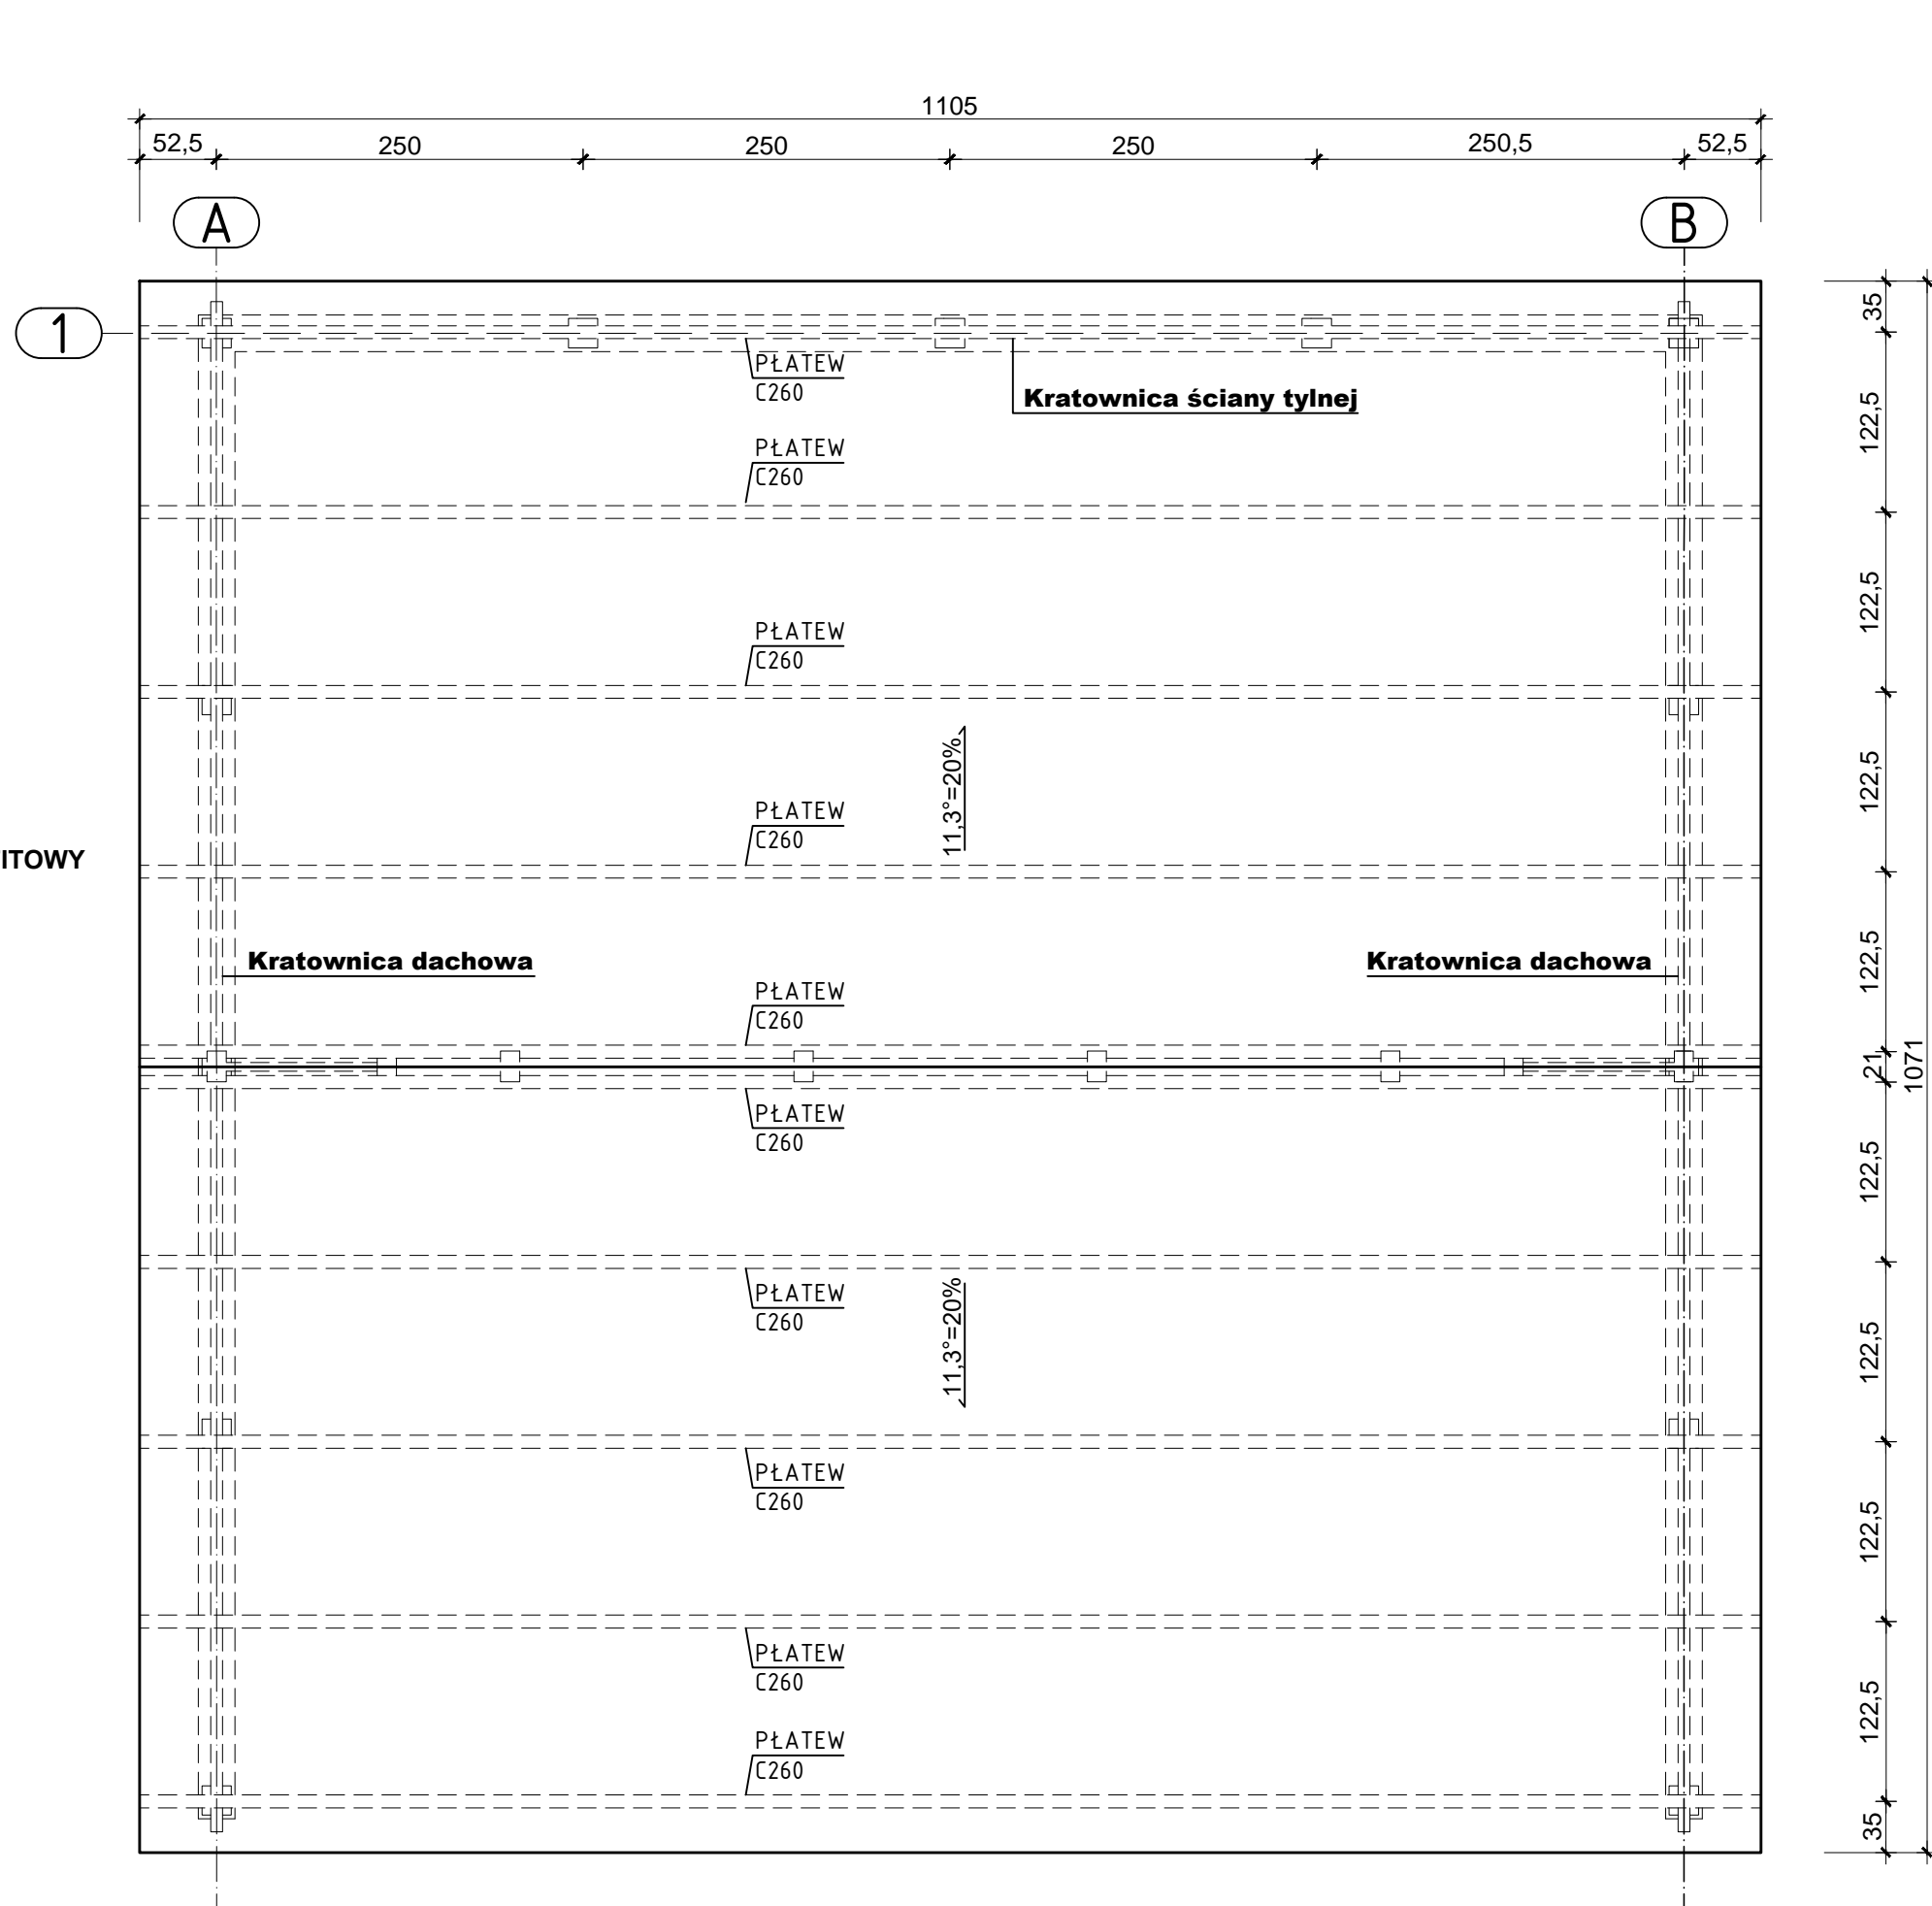 1105
52,5 250 250 250 250,5 52,5
A B
1
35
PŁATEW
C260
Kratownica ściany tylnej
122,5
PŁATEW
C260
122,5
PŁATEW
C260
11,3°=20%
122,5
PŁATEW
C260
ITOWY
122,5
Kratownica dachowa Kratownica dachowa
PŁATEW
C260
21
1071
PŁATEW
C260
122,5
PŁATEW
C260
11,3°=20%
122,5
PŁATEW
C260
122,5
PŁATEW
C260
122,5
PŁATEW
C260
35